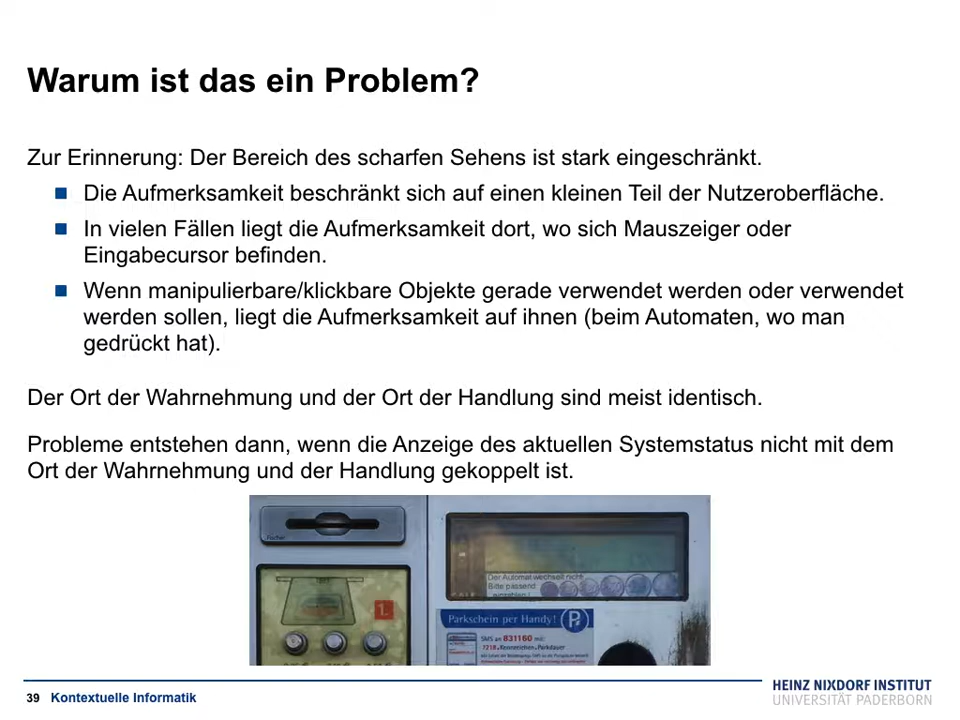 Warum ist das ein Problem?
Zur Erinnerung: Der Bereich des scharfen Sehens ist stark eingeschränkt.
Die Aufmerksamkeit beschränkt sich auf einen kleinen Teil der Nutzeroberfläche.
In vielen Fällen liegt die Aufmerksamkeit dort, wo sich Mauszeiger oder
Eingabecursor befinden.
Wenn manipulierbare/klickbare Objekte gerade verwendet werden oder verwendet
werden sollen, liegt die Aufmerksamkeit auf ihnen (beim Automaten, wo man
gedrückt hat).
Der Ort der Wahrnehmung und der Ort der Handlung sind meist identisch.
Probleme entstehen dann, wenn die Anzeige des aktuellen Systemstatus nicht mit dem
Ort der Wahrnehmung und der Handlung gekoppelt ist.
Der Automat wechselt nicht
Bitte passend
einzahlen !
1.
Parkschein per Handy! P
SMS an 831160 mit:
39 Kontextuelle Informatik
HEINZ NIXDORF INSTITUT
UNIVERSITÄT PADERBORN